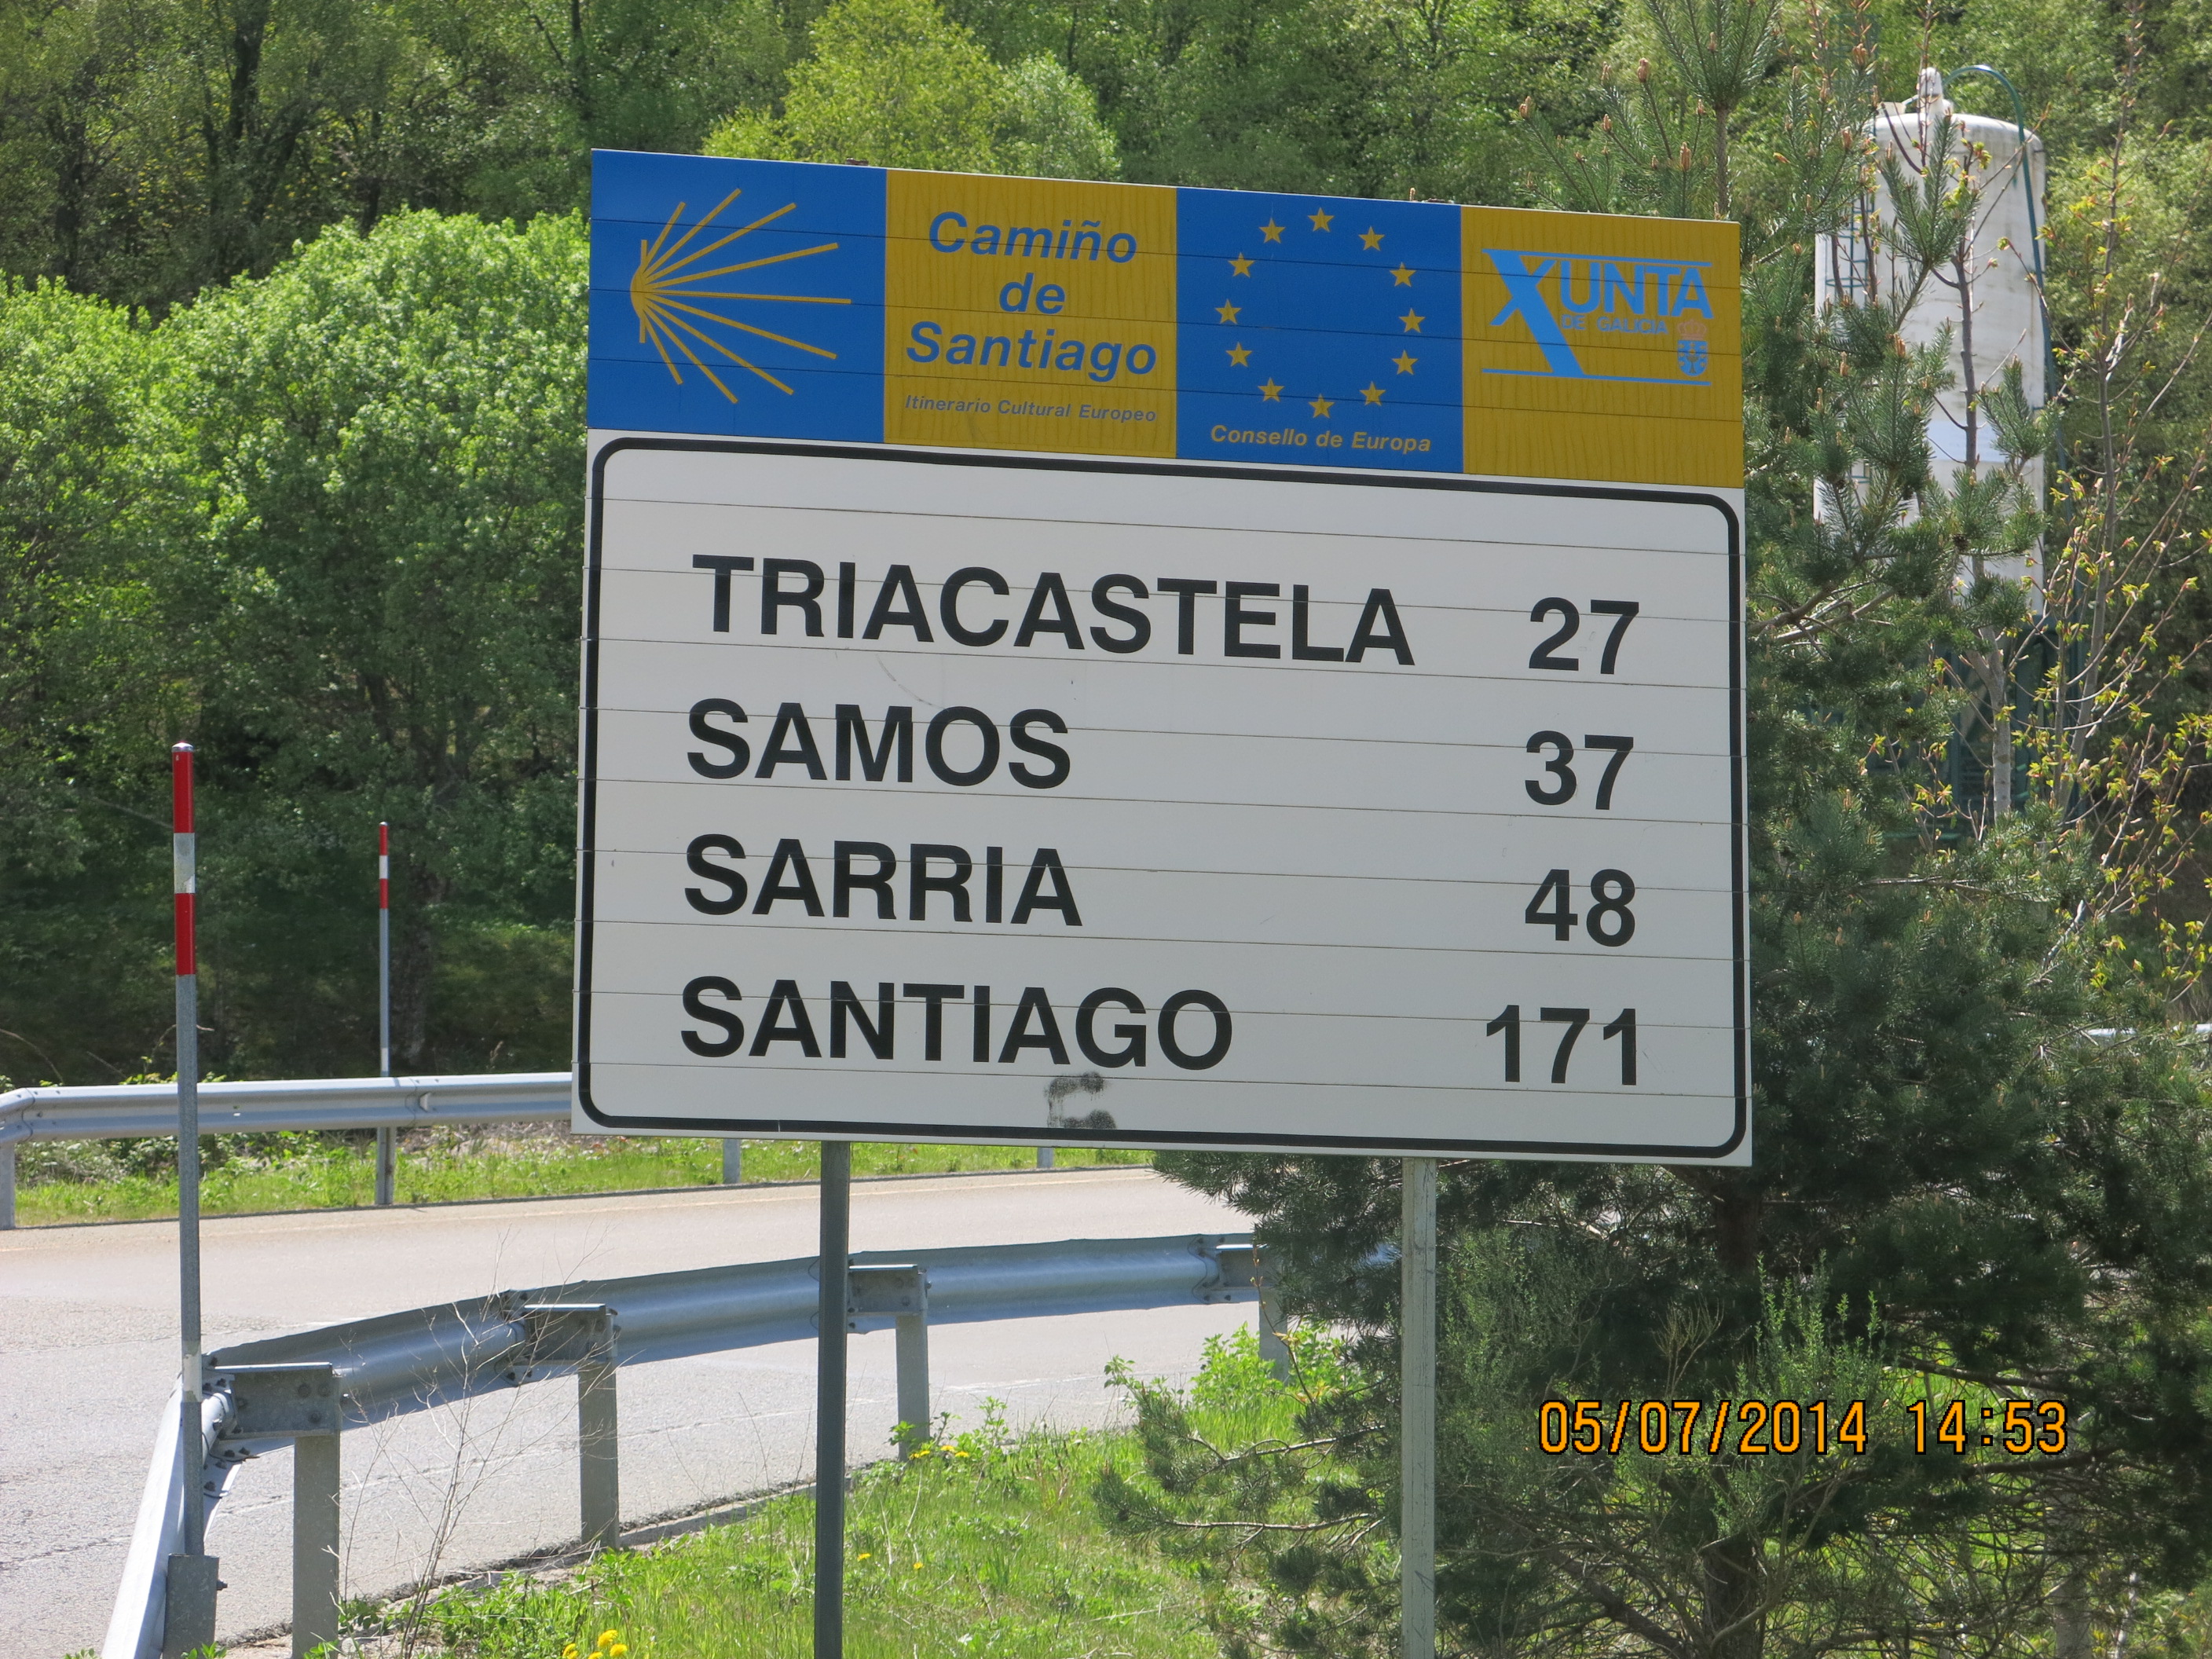 Camiño
de
Santiago
Itinerario Cultural Europeo
Consello de Europa
XUNTA
DE GALICIA
TRIACASTELA 27
SAMOS 37
SARRIA 48
SANTIAGO 171
05/07/2014 14:53